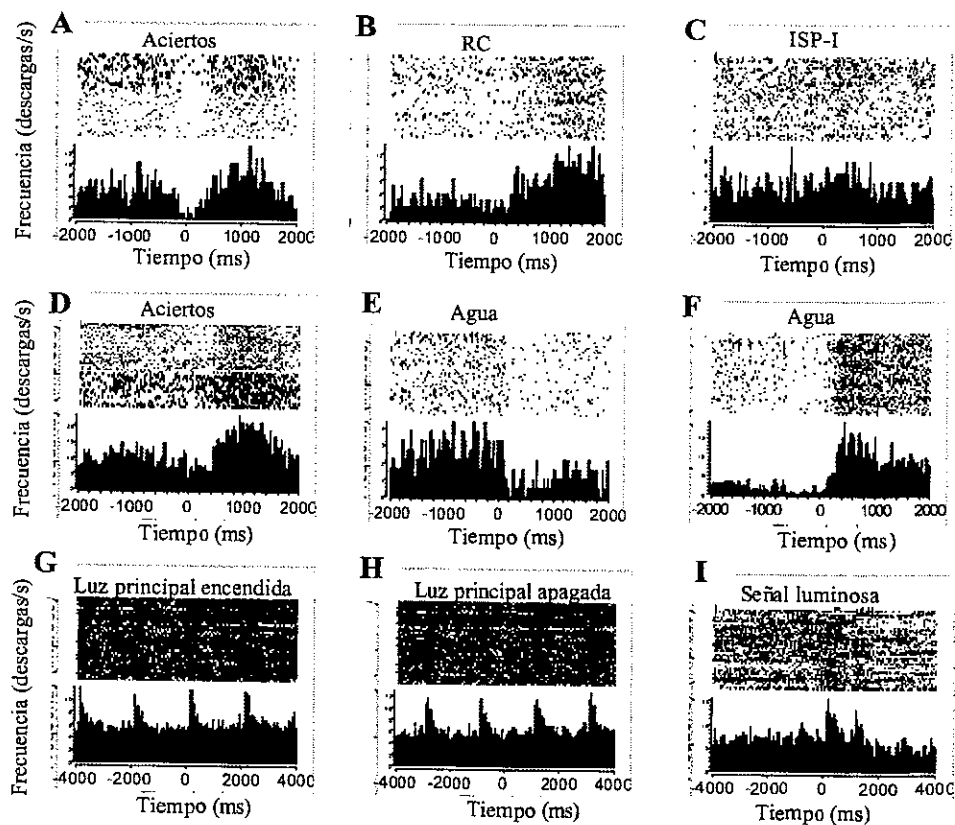 A
Aciertos
B
RC
C
ISP-I
Frecuencia (descargas/s)
-2000 -1000 0 1000 2000
Tiempo (ms)
-2000 -1000 0 1000 2000
Tiempo (ms)
-2000 -1000 0 1000 2000
Tiempo (ms)
D
Aciertos
E
Agua
F
Agua
Frecuencia (descargas/s)
-2000 -1000 0 1000 2000
Tiempo (ms)
-2000 -1000 0 1000 2000
Tiempo (ms)
-2000 -1000 0 1000 2000
Tiempo (ms)
G
Luz principal encendida
H
Luz principal apagada
I
Señal luminosa
Frecuencia (descargas/s)
-4000 -2000 0 2000 4000
Tiempo (ms)
-4000 -2000 0 2000 4000
Tiempo (ms)
-4000 -2000 0 2000 4000
Tiempo (ms)